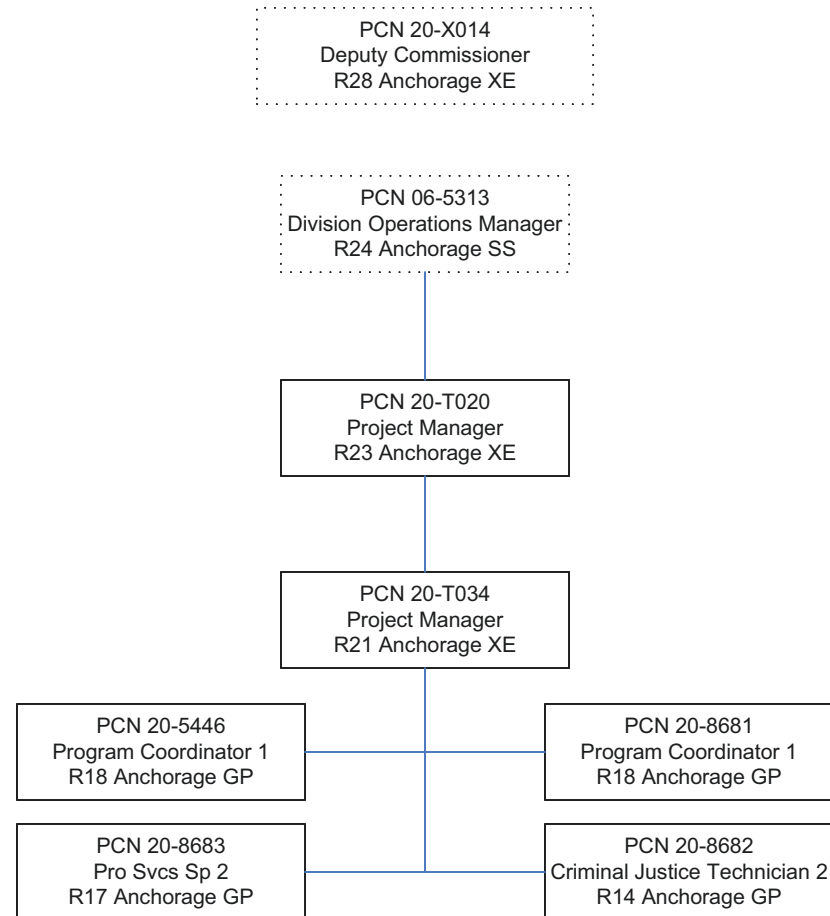 PCN 20-X014
Deputy Commissioner
R28 Anchorage XE
PCN 06-5313
Division Operations Manager
R24 Anchorage SS
PCN 20-T020
Project Manager
R23 Anchorage XE
PCN 20-T034
Project Manager
R21 Anchorage XE
PCN 20-5446
Program Coordinator 1
R18 Anchorage GP
PCN 20-8681
Program Coordinator 1
R18 Anchorage GP
PCN 20-8683
Pro Svcs Sp 2
R17 Anchorage GP
PCN 20-8682
Criminal Justice Technician 2
R14 Anchorage GP